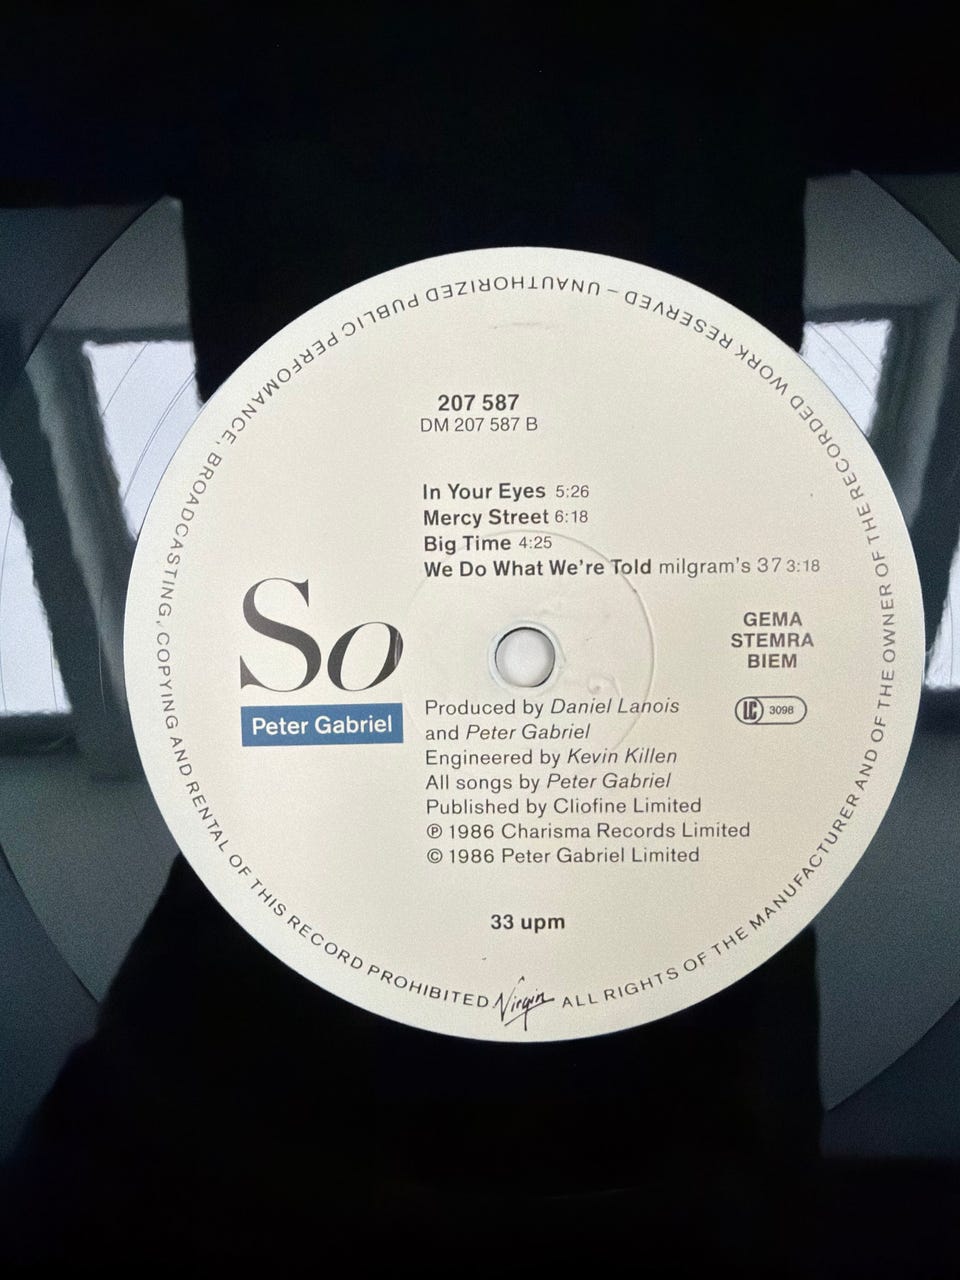 207 587
DM 207 587 B
In Your Eyes 5:26
Mercy Street 6:18
Big Time 4:25
We Do What We're Told milgram's 37 3:18
So
Peter Gabriel
GEMA
STEMRA
BIEM
LC 3098
Produced by Daniel Lanois
and Peter Gabriel
Engineered by Kevin Killen
All songs by Peter Gabriel
Published by Cliofine Limited
℗ 1986 Charisma Records Limited
© 1986 Peter Gabriel Limited
33 upm
Virgin
ALL RIGHTS OF THE MANUFACTURER AND OF THE OWNER OF THE RECORDED WORK RESERVED – UNAUTHORIZED PUBLIC PERFOMANCE, BROADCASTING, COPYING AND RENTAL OF THIS RECORD PROHIBITED